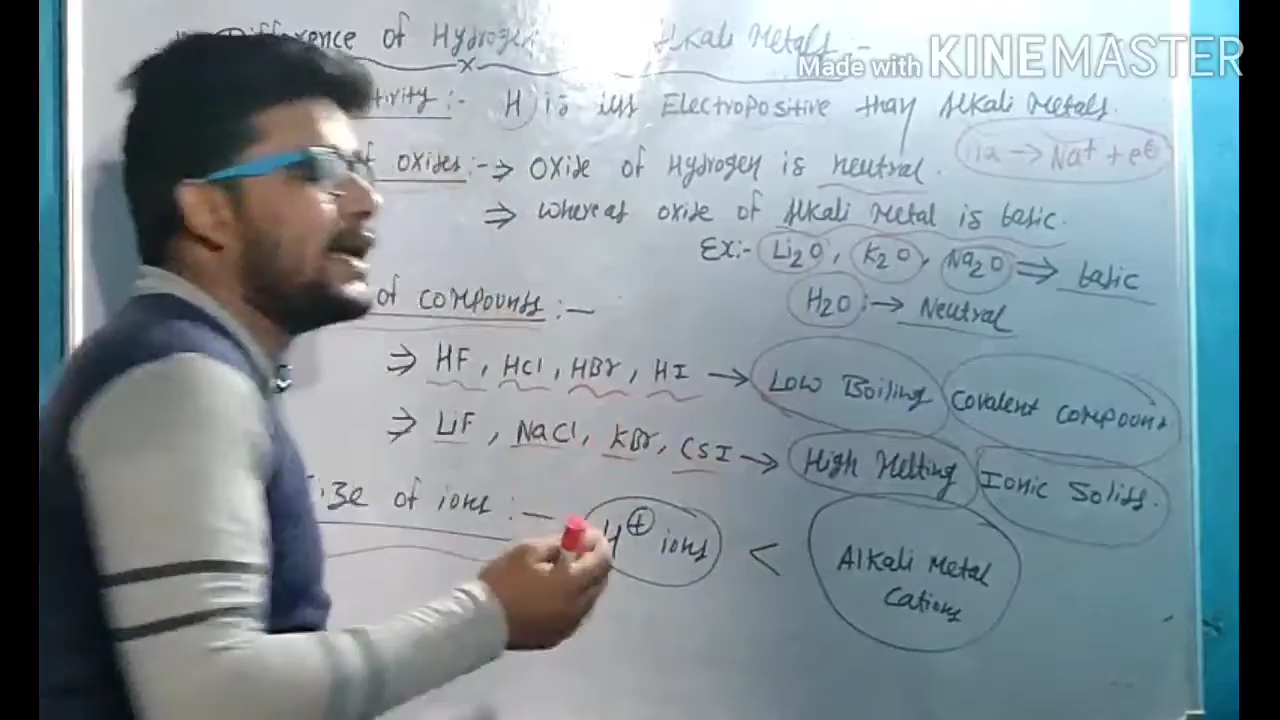 Difference of Hydrogen Alkali Metals :-
Made with KINEMASTER
tivity :- H is less Electropositive than Alkali Metals.
Na → Na+ + e⊖
of oxides :- ⇒ Oxide of Hydrogen is neutral.
⇒ Whereas oxide of Alkali Metal is basic.
Ex:- Li2O, K2O, Na2O ⇒ basic
H2O :→ Neutral
of compounds :-
⇒ HF, HCl, HBr, HI → Low Boiling Covalent compound
⇒ LiF, NaCl, KBr, CSI → High Melting Ionic Solids.
Size of ions :- H⊕ ions < Alkali Metal Cations